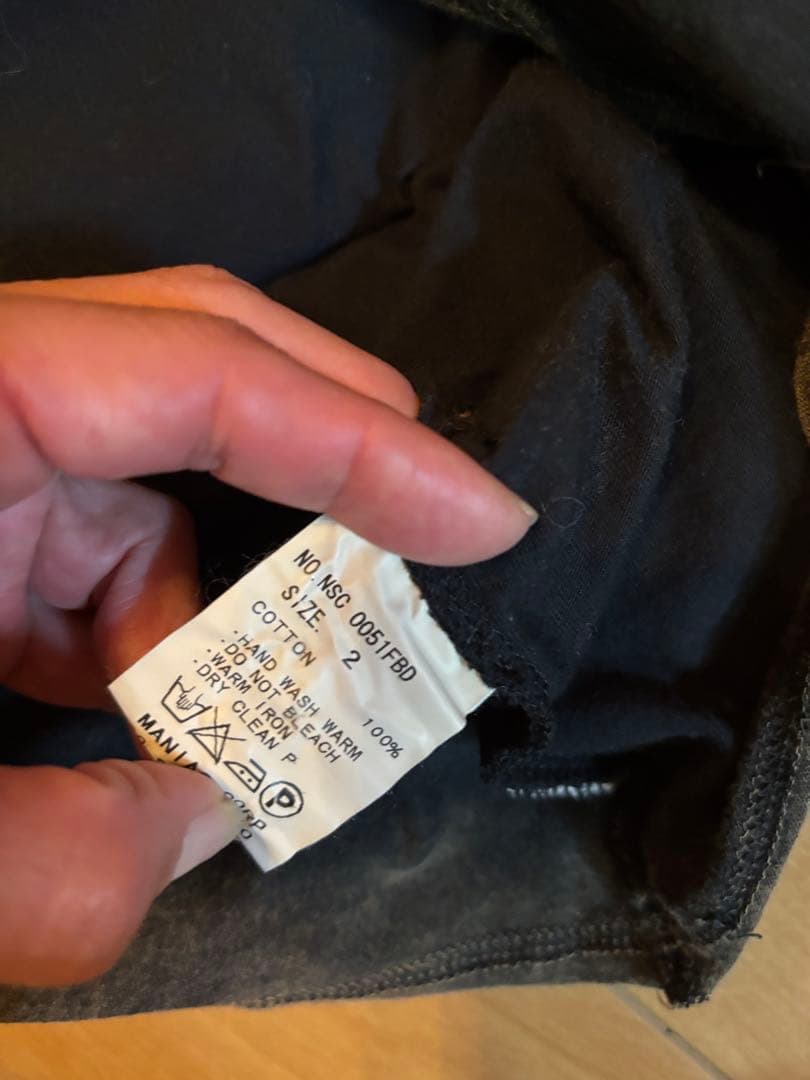 NO.NSC 0051FBD
SIZE. 2
COTTON 100%
·HAND WASH WARM
·DO NOT BLEACH
·WARM IRON
·DRY CLEAN P
P
CORP